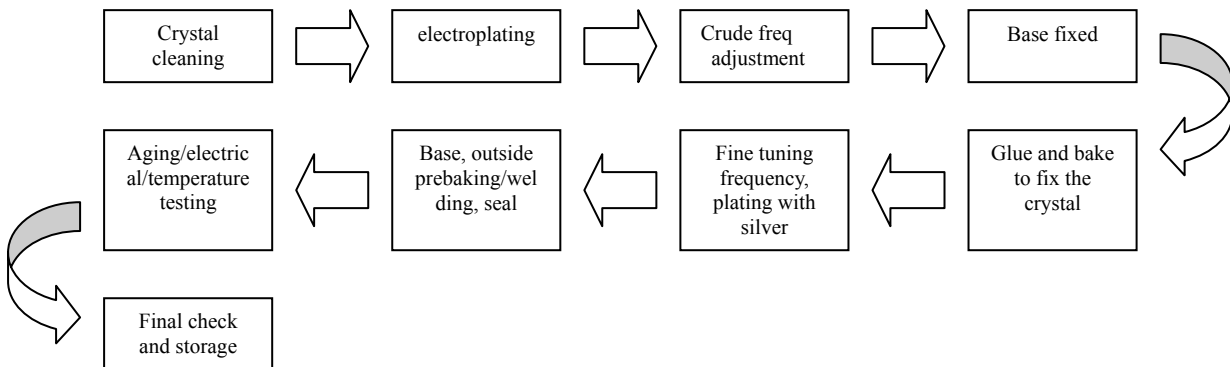 Crystal
cleaning
electroplating
Crude freq
adjustment
Base fixed
Glue and bake
to fix the
crystal
Fine tuning
frequency,
plating with
silver
Base, outside
prebaking/wel
ding, seal
Aging/electric
al/temperature
testing
Final check
and storage